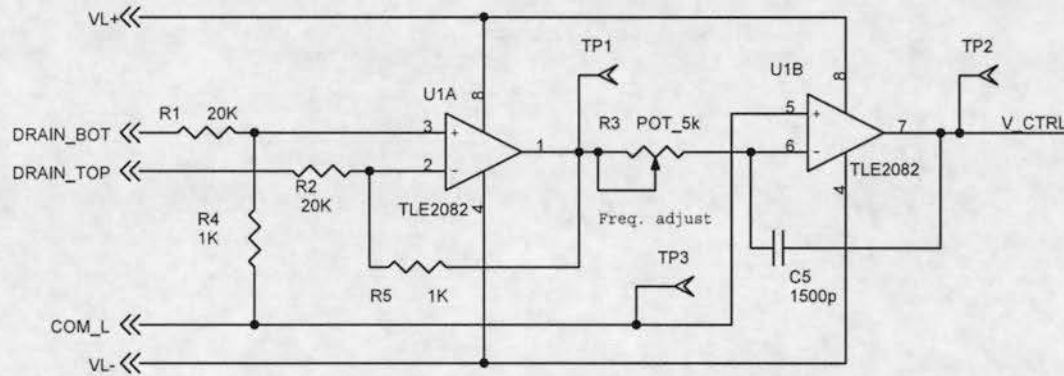 VL+
TP1
TP2
U1A
U1B
8
8
R1 20K
R3 POT_5k
DRAIN_BOT
3
+
1
5
+
7
V_CTRL
DRAIN_TOP
2
-
6
-
R2
20K
TLE2082
4
TLE2082
4
R4
1K
Freq. adjust
TP3
R5 1K
C5
1500p
COM_L
VL-